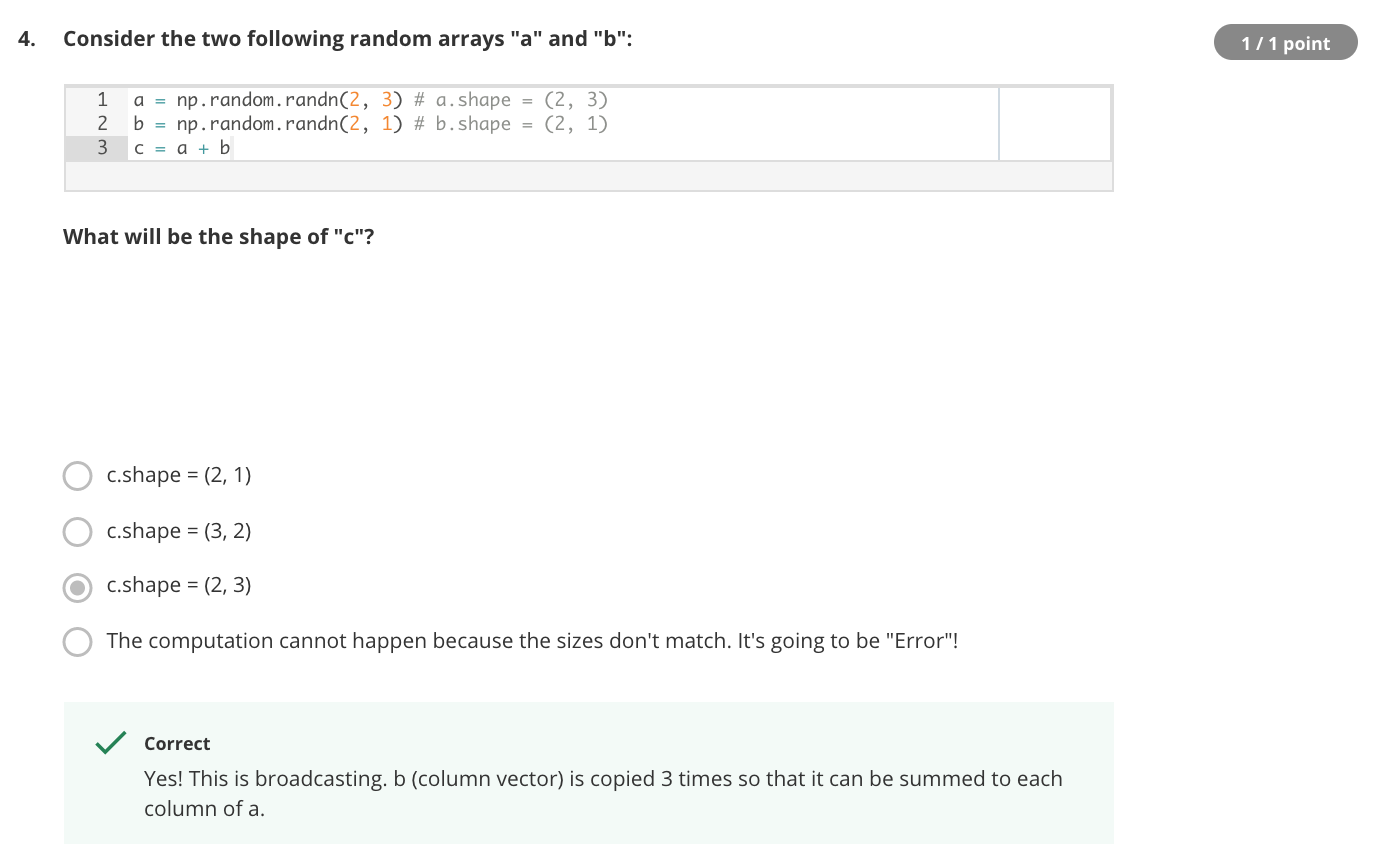 4. Consider the two following random arrays "a" and "b":
1 / 1 point
1 a = np.random.randn(2, 3) # a.shape = (2, 3)
2 b = np.random.randn(2, 1) # b.shape = (2, 1)
3 c = a + b
What will be the shape of "c"?
c.shape = (2, 1)
c.shape = (3, 2)
c.shape = (2, 3)
The computation cannot happen because the sizes don't match. It's going to be "Error"!
Correct
Yes! This is broadcasting. b (column vector) is copied 3 times so that it can be summed to each
column of a.